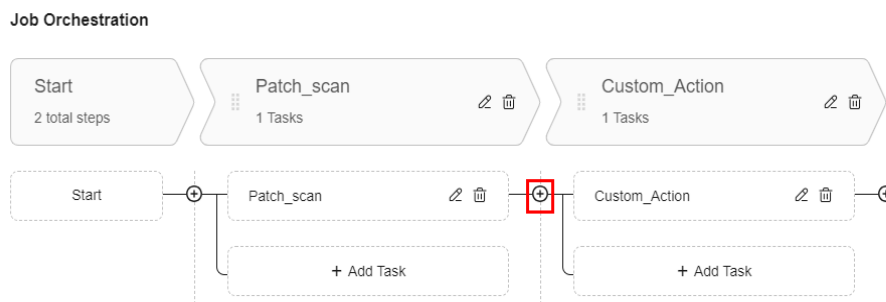 Job Orchestration
Start
2 total steps
Patch_scan
1 Tasks
Custom_Action
1 Tasks
Start
Patch_scan
Custom_Action
+ Add Task
+ Add Task